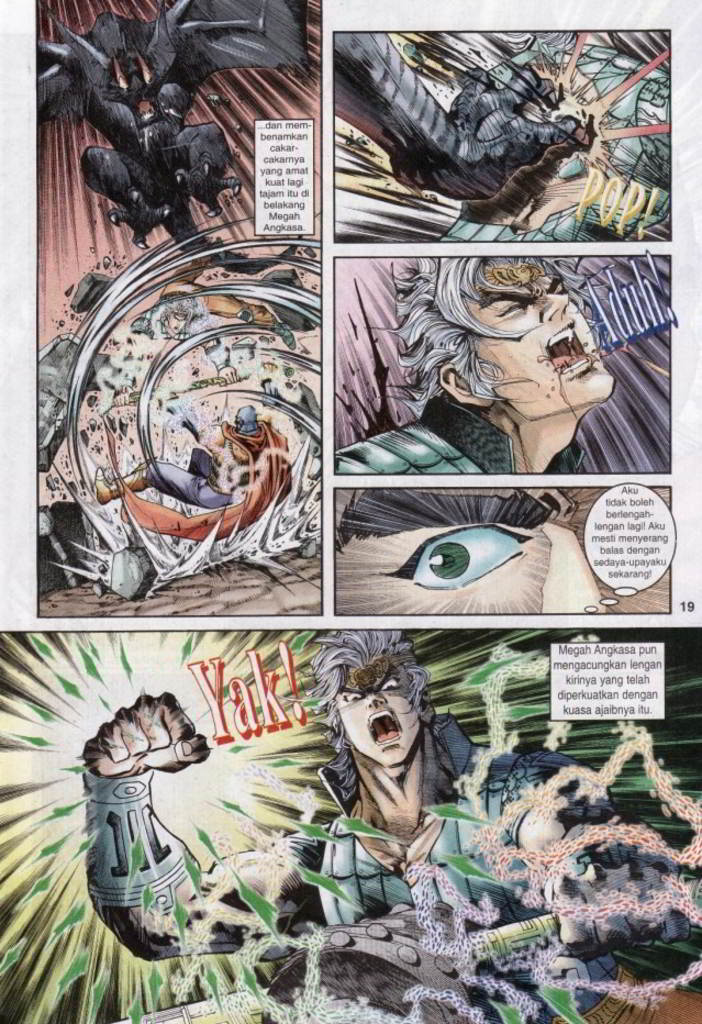 ...dan mem-
benamkan
cakar-
cakarnya
yang amat
kuat lagi
tajam itu di
belakang
Megah
Angkasa.
POP!
Aduh!
Aku
tidak boleh
berlengah-
lengan lagi! Aku
mesti menyerang
balas dengan
sedaya-upayaku
sekarang!
19
Yak!
Megah Angkasa pun
mengacungkan lengan
kirinya yang telah
diperkuatkan dengan
kuasa ajaibnya itu.